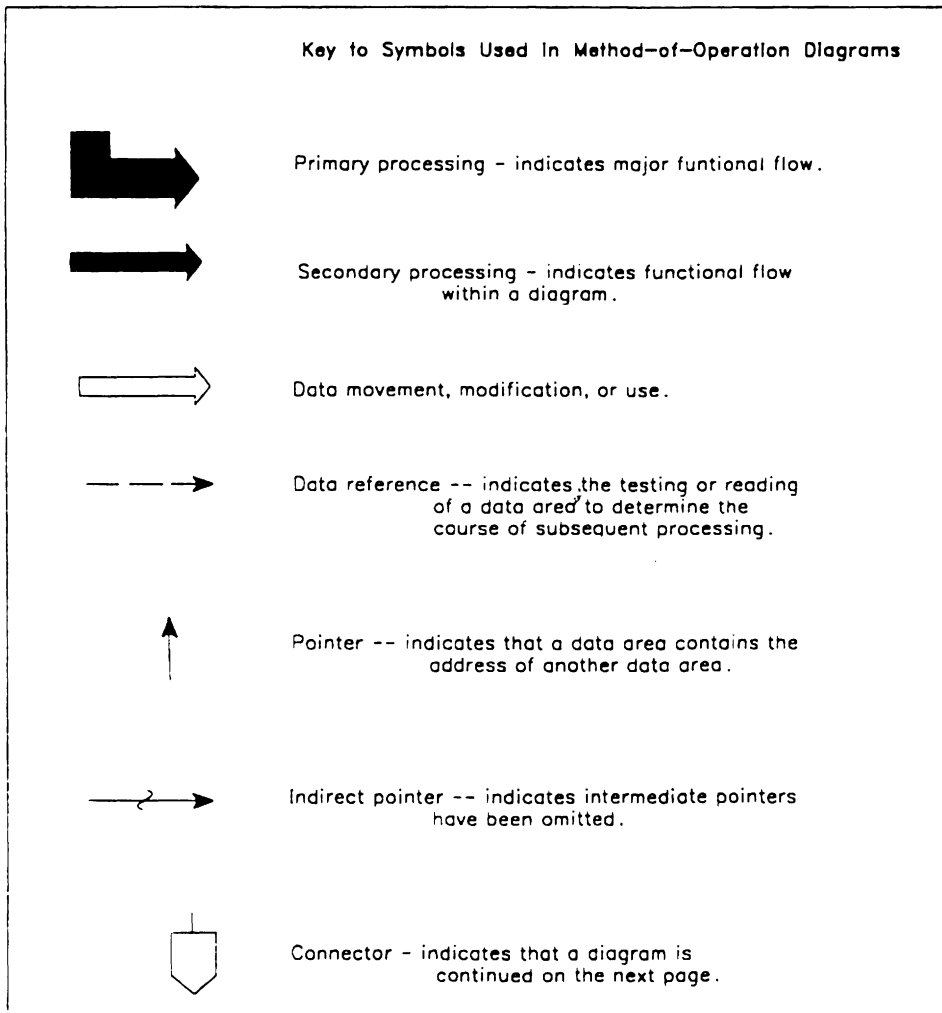 Key to Symbols Used in Method-of-Operation Diagrams
Primary processing - indicates major funtional flow.
Secondary processing - indicates functional flow
within a diagram.
Data movement, modification, or use.
Data reference -- indicates the testing or reading
of a data area to determine the
course of subsequent processing.
Pointer -- indicates that a data area contains the
address of another data area.
Indirect pointer -- indicates intermediate pointers
have been omitted.
Connector - indicates that a diagram is
continued on the next page.